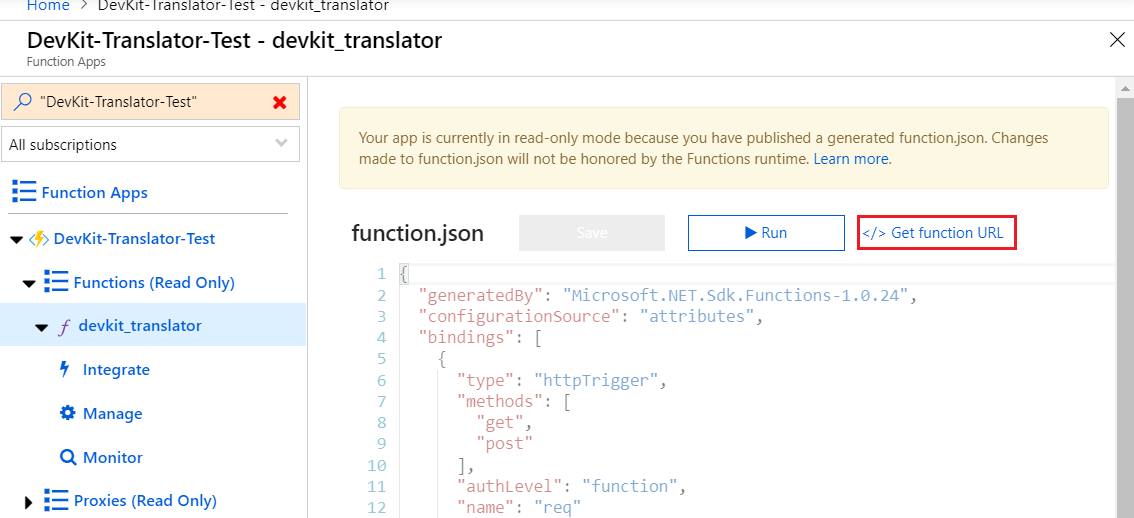 Home > DevKit-Translator-Test - devkit_translator
DevKit-Translator-Test - devkit_translator
Function Apps
"DevKit-Translator-Test"
All subscriptions
Function Apps
DevKit-Translator-Test
Functions (Read Only)
devkit_translator
Integrate
Manage
Monitor
Proxies (Read Only)
Your app is currently in read-only mode because you have published a generated function.json. Changes
made to function.json will not be honored by the Functions runtime. Learn more.
function.json Save Run </> Get function URL
1 {
2 "generatedBy": "Microsoft.NET.Sdk.Functions-1.0.24",
3 "configurationSource": "attributes",
4 "bindings": [
5 {
6 "type": "httpTrigger",
7 "methods": [
8 "get",
9 "post"
10 ],
11 "authLevel": "function",
12 "name": "req"